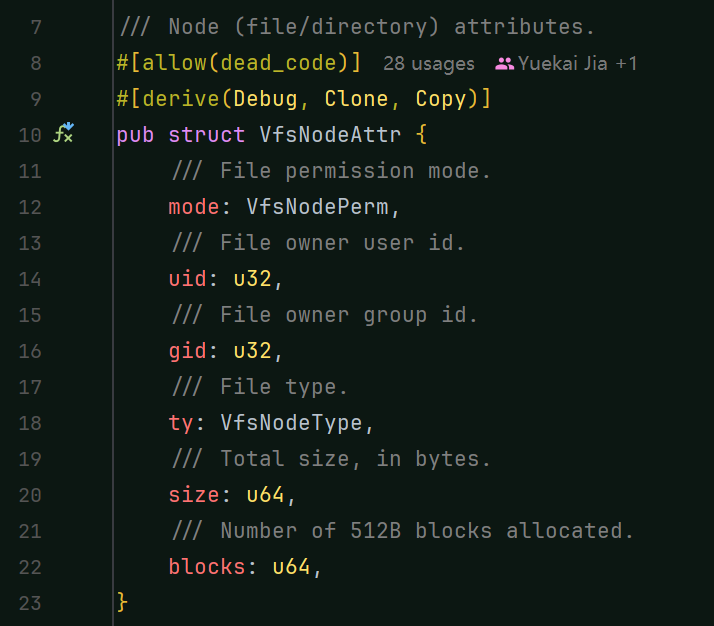 7 /// Node (file/directory) attributes.
8 #[allow(dead_code)] 28 usages Yuekai Jia +1
9 #[derive(Debug, Clone, Copy)]
10 pub struct VfsNodeAttr {
11 /// File permission mode.
12 mode: VfsNodePerm,
13 /// File owner user id.
14 uid: u32,
15 /// File owner group id.
16 gid: u32,
17 /// File type.
18 ty: VfsNodeType,
19 /// Total size, in bytes.
20 size: u64,
21 /// Number of 512B blocks allocated.
22 blocks: u64,
23 }